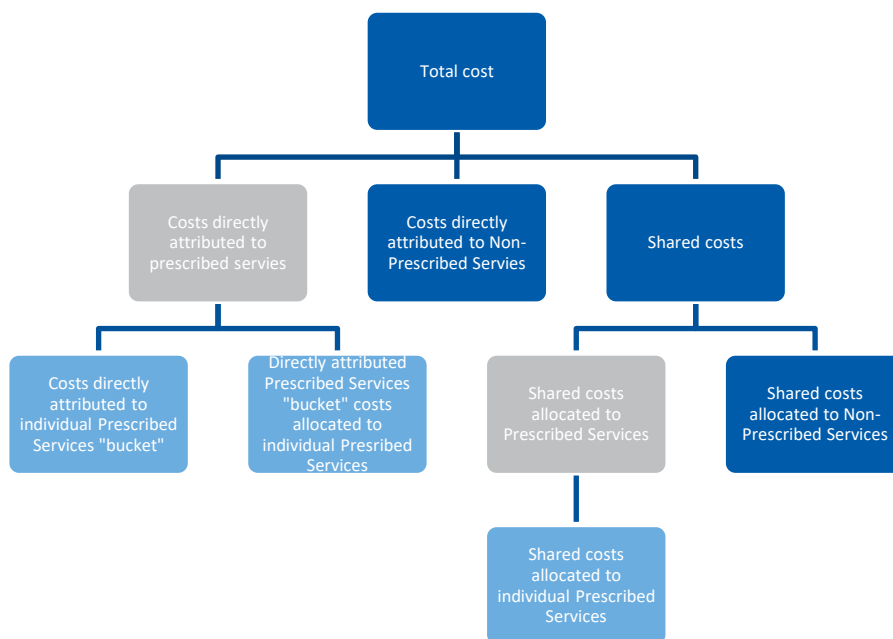 Total cost
Costs directly
attributed to
prescribed servies
Costs directly
attributed to Non-
Prescribed Servies
Shared costs
Costs directly
attributed to
individual Prescribed
Services "bucket"
Directly attributed
Prescribed Services
"bucket" costs
allocated to
individual Presribed
Services
Shared costs
allocated to
Prescribed Services
Shared costs
allocated to Non-
Prescribed Services
Shared costs
allocated to
individual Prescribed
Services